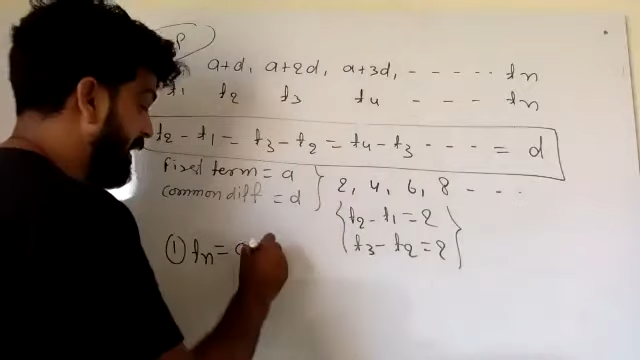 P
a+d, a+2d, a+3d, - - - - - tn
t1 t2 t3 t4 - - - tn
t2 - t1 = t3 - t2 = t4 - t3 - - - - = d
first term = a
common diff = d
2, 4, 6, 8 - - -
t2 - t1 = 2
t3 - t2 = 2
① tn = a